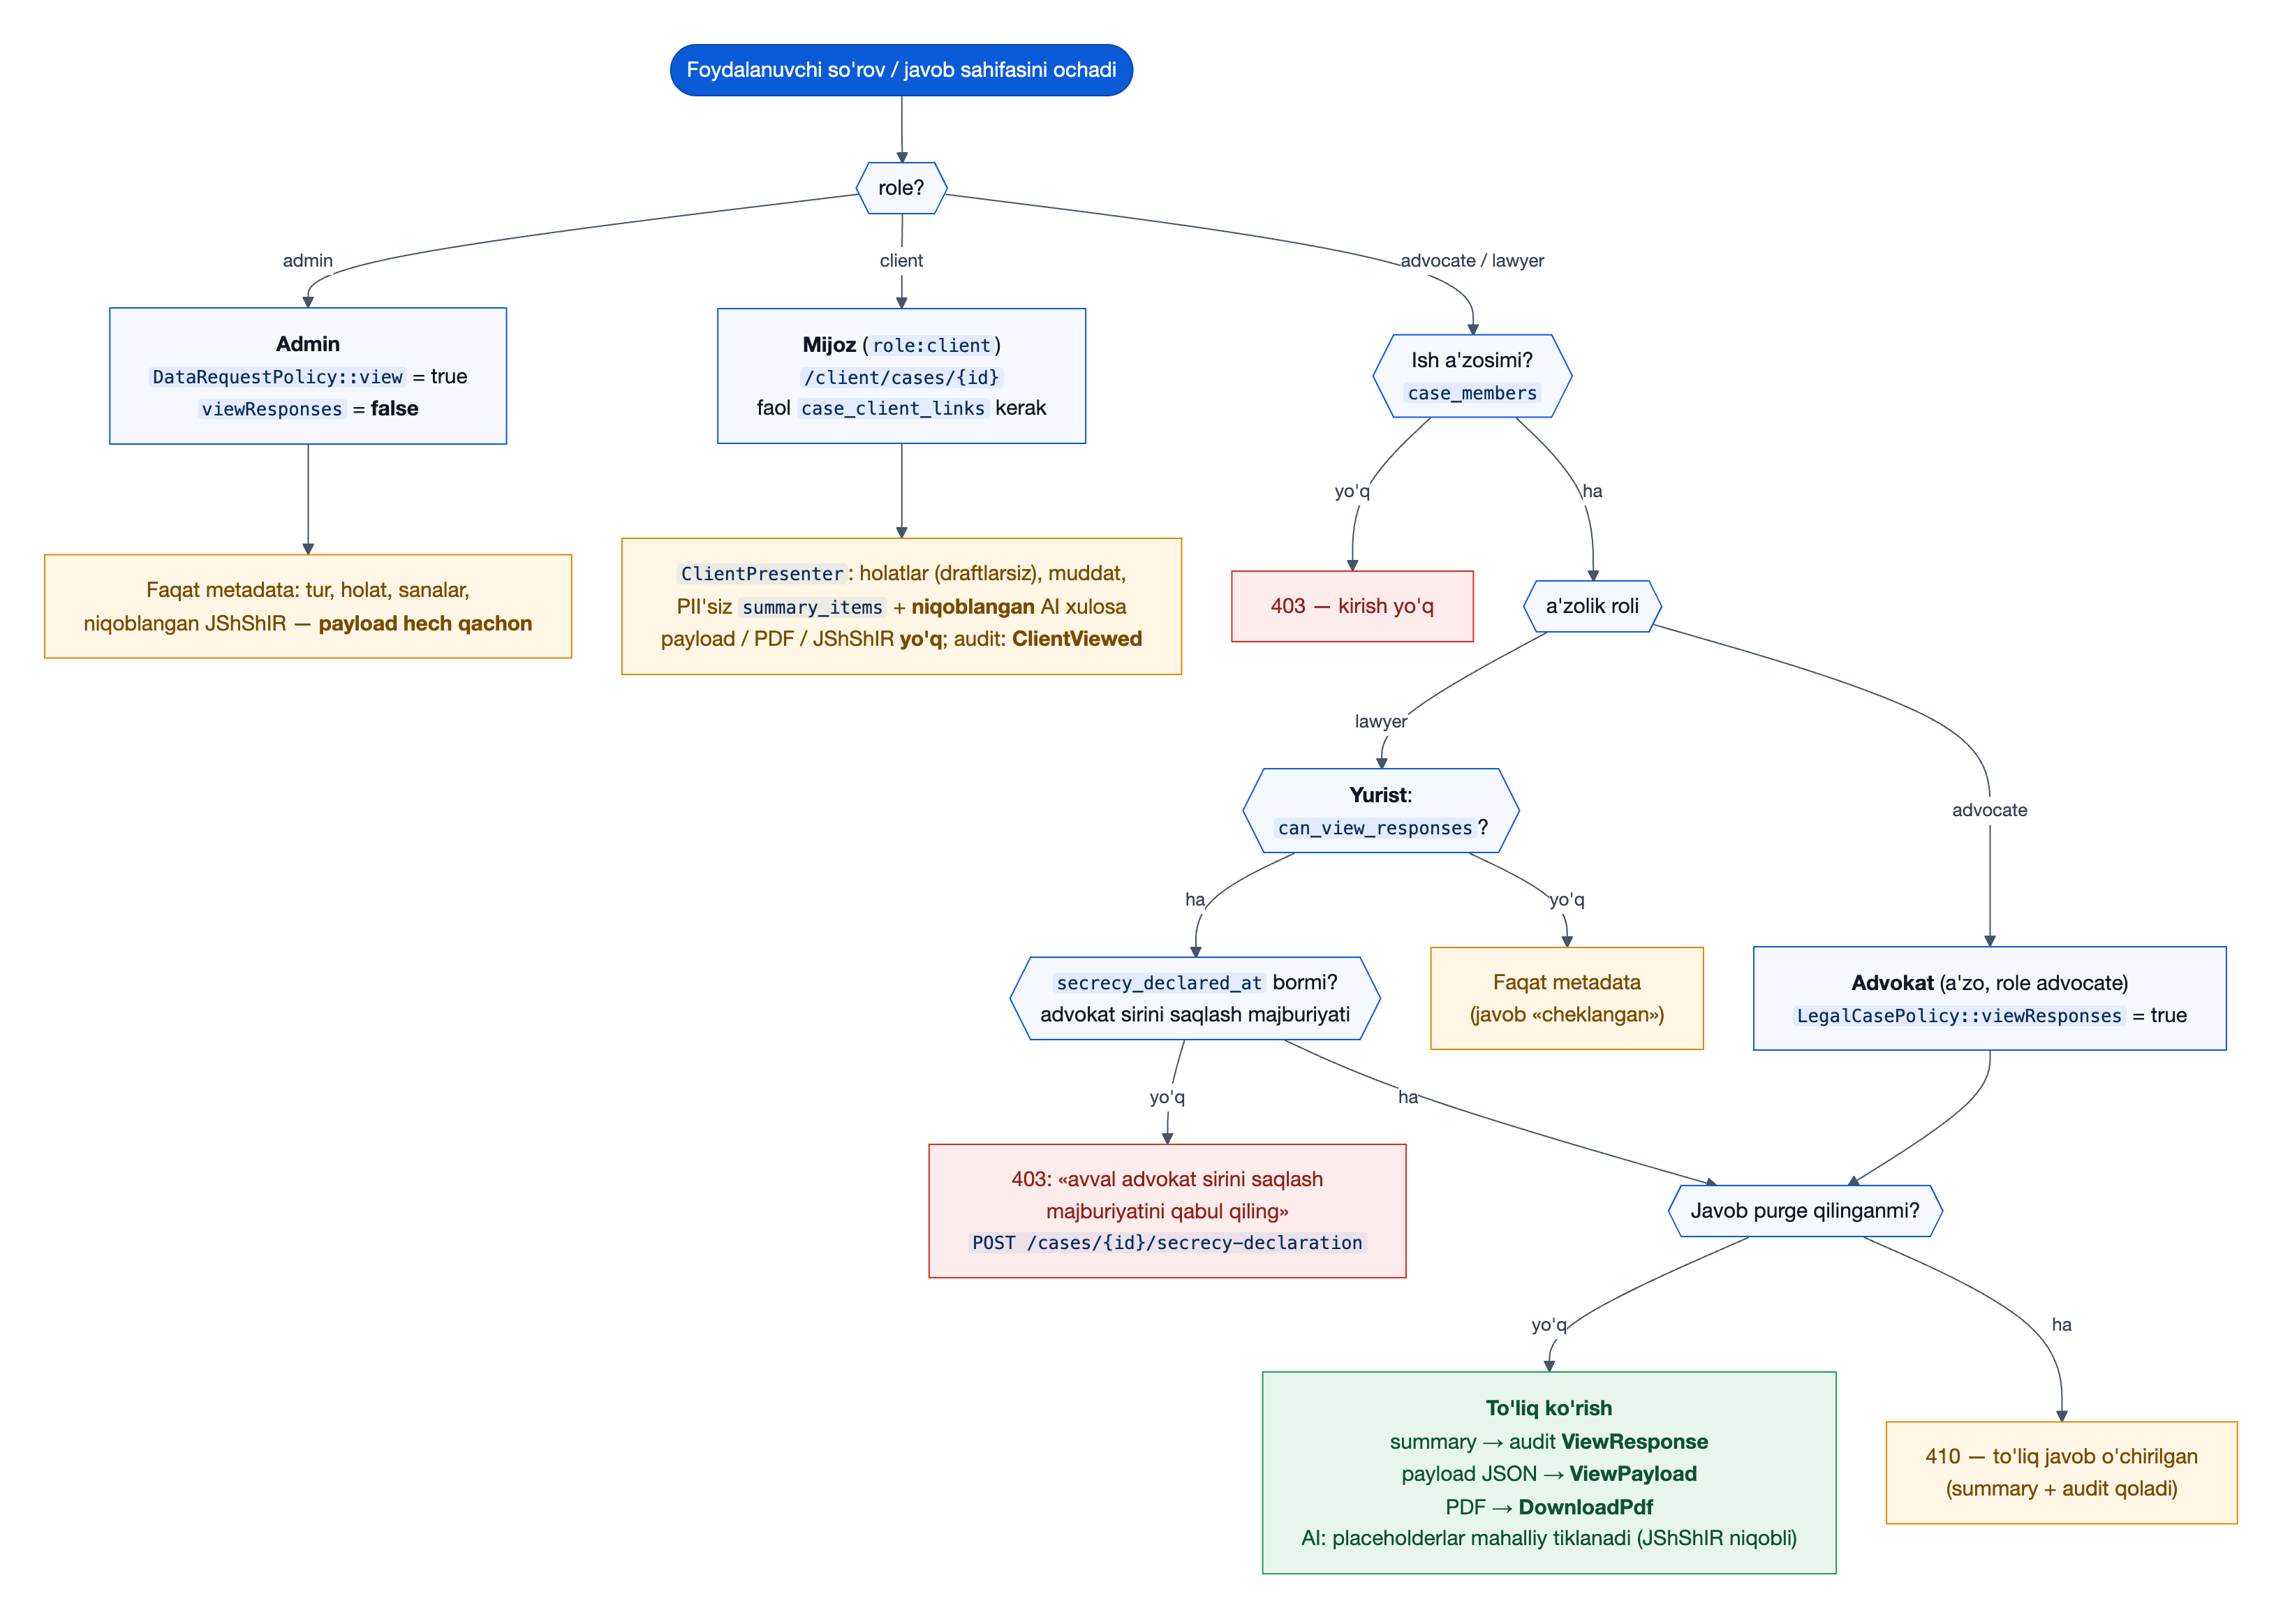 Foydalanuvchi so'rov / javob sahifasini ochadi
role?
admin
client
advocate / lawyer
Admin
DataRequestPolicy::view = true
viewResponses = false
Mijoz (role:client)
/client/cases/{id}
faol case_client_links kerak
Ish a'zosimi?
case_members
yo'q
ha
Faqat metadata: tur, holat, sanalar,
niqoblangan JShShIR — payload hech qachon
ClientPresenter: holatlar (draftlarsiz), muddat,
PII'siz summary_items + niqoblangan AI xulosa
payload / PDF / JShShIR yo'q; audit: ClientViewed
403 — kirish yo'q
a'zolik roli
lawyer
advocate
Yurist:
can_view_responses?
ha
yo'q
secrecy_declared_at bormi?
advokat sirini saqlash majburiyati
Faqat metadata
(javob «cheklangan»)
Advokat (a'zo, role advocate)
LegalCasePolicy::viewResponses = true
yo'q
ha
403: «avval advokat sirini saqlash
majburiyatini qabul qiling»
POST /cases/{id}/secrecy-declaration
Javob purge qilinganmi?
yo'q
ha
To'liq ko'rish
summary → audit ViewResponse
payload JSON → ViewPayload
PDF → DownloadPdf
AI: placeholderlar mahalliy tiklanadi (JShShIR niqobli)
410 — to'liq javob o'chirilgan
(summary + audit qoladi)